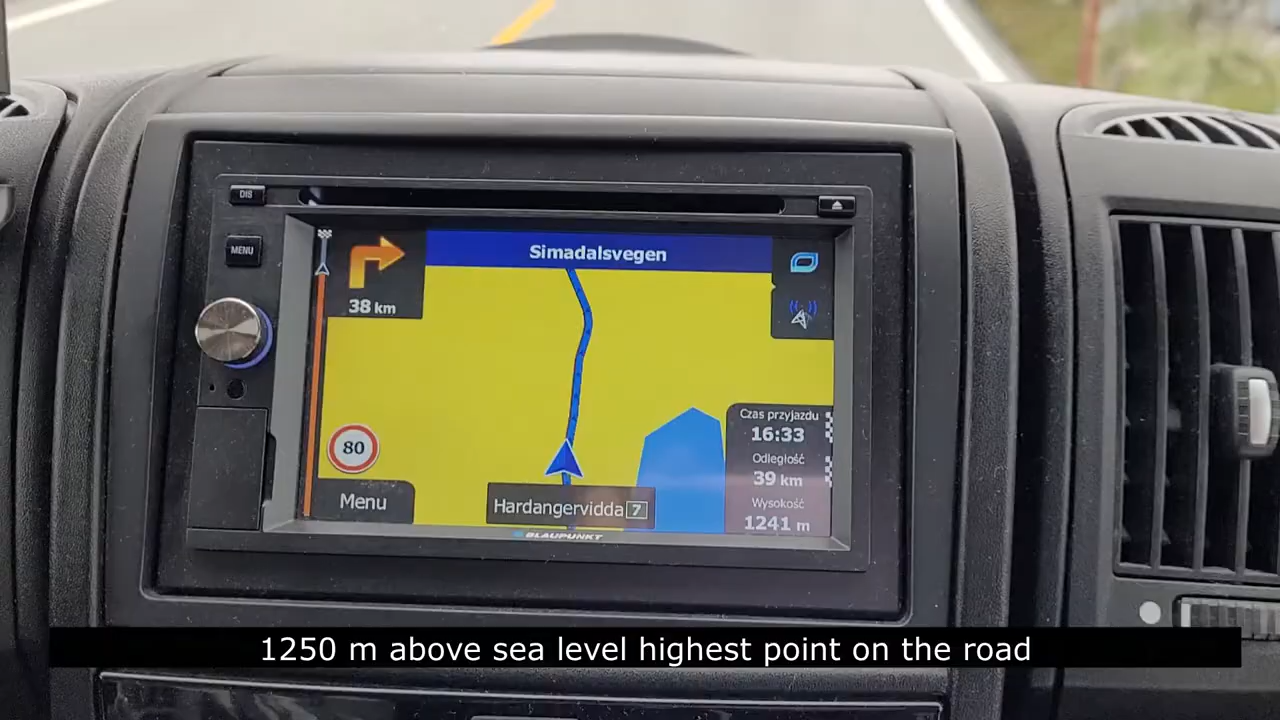 DIS
MENU
Simadalsvegen
38 km
80
Czas przyjazdu
16:33
Odległość
39 km
Wysokość
1241 m
Menu
Hardangervidda 7
BLAUPUNKT
1250 m above sea level highest point on the road